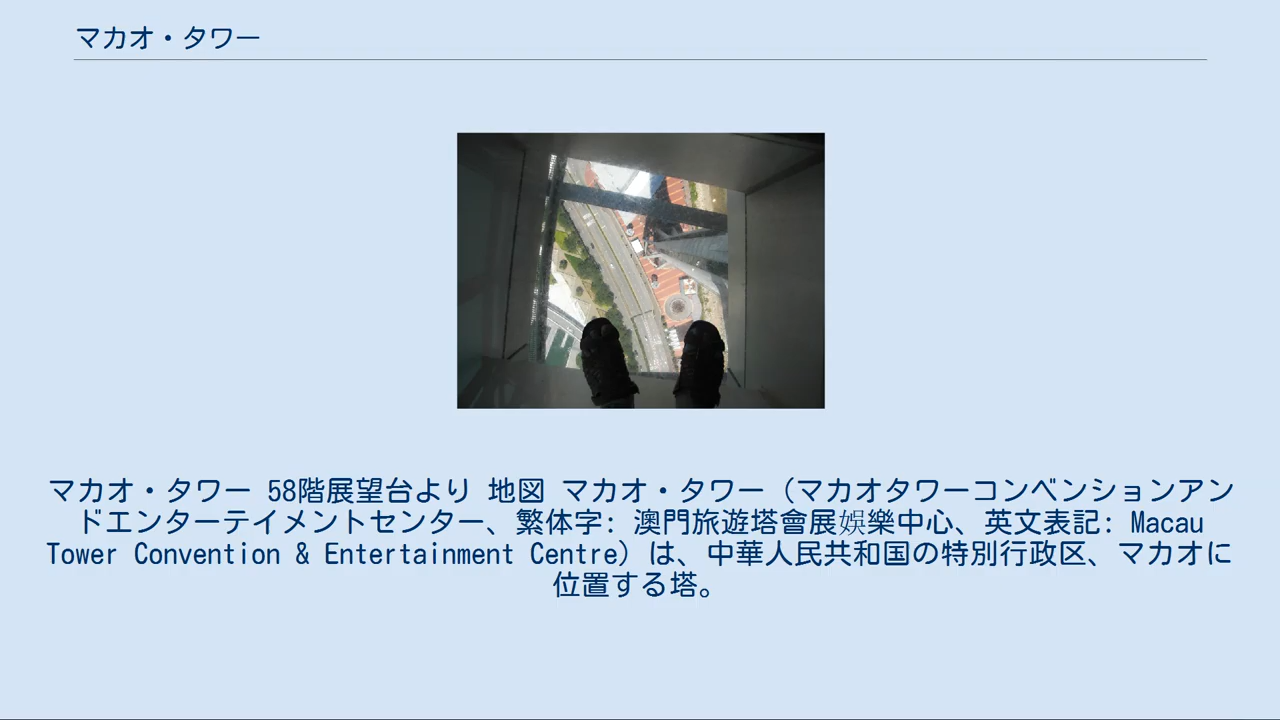 マカオ・タワー
マカオ・タワー 58階展望台より 地図 マカオ・タワー（マカオタワーコンベンションアン
ドエンターテイメントセンター、繁体字: 澳門旅遊塔會展娛樂中心、英文表記: Macau
Tower Convention & Entertainment Centre）は、中華人民共和国の特別行政区、マカオに
位置する塔。